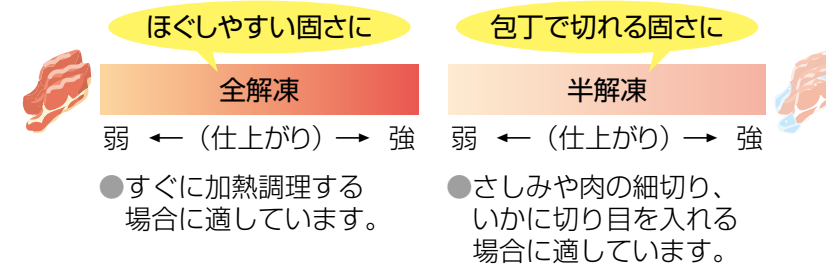 ほぐしやすい固さに
全解凍
弱 ← (仕上がり) → 強
●すぐに加熱調理する
場合に適しています。
包丁で切れる固さに
半解凍
弱 ← (仕上がり) → 強
●さしみや肉の細切り、
いかに切り目を入れる
場合に適しています。